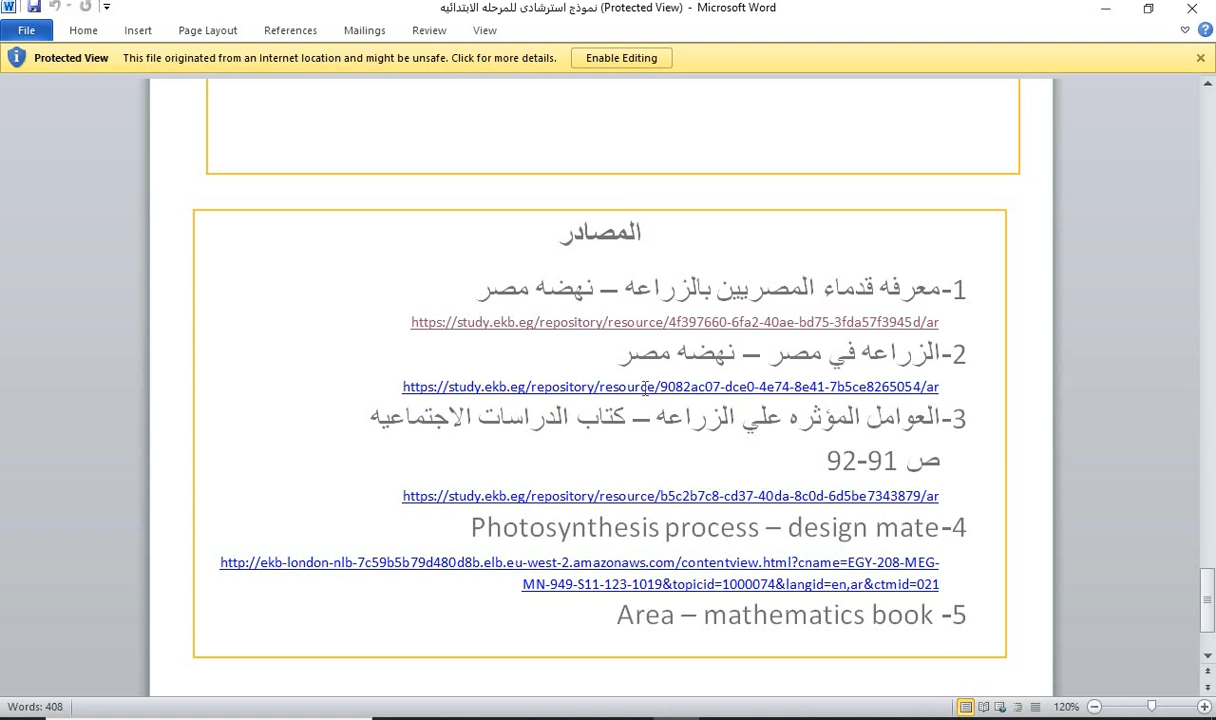 نموذج استرشادى للمرحله الابتدائيه (Protected View) - Microsoft Word
File Home Insert Page Layout References Mailings Review View
Protected View This file originated from an Internet location and might be unsafe. Click for more details. Enable Editing
المصادر
1-معرفه قدماء المصريين بالزراعه – نهضه مصر
https://study.ekb.eg/repository/resource/4f397660-6fa2-40ae-bd75-3fda57f3945d/ar
2-الزراعه في مصر – نهضه مصر
https://study.ekb.eg/repository/resource/9082ac07-dce0-4e74-8e41-7b5ce8265054/ar
3-العوامل المؤثره علي الزراعه – كتاب الدراسات الاجتماعيه
ص 91-92
https://study.ekb.eg/repository/resource/b5c2b7c8-cd37-40da-8c0d-6d5be7343879/ar
4-Photosynthesis process – design mate
http://ekb-london-nlb-7c59b5b79d480d8b.elb.eu-west-2.amazonaws.com/contentview.html?cname=EGY-208-MEG-
MN-949-S11-123-1019&topicid=1000074&langid=en,ar&ctmid=021
5- Area – mathematics book
Words: 408 120%